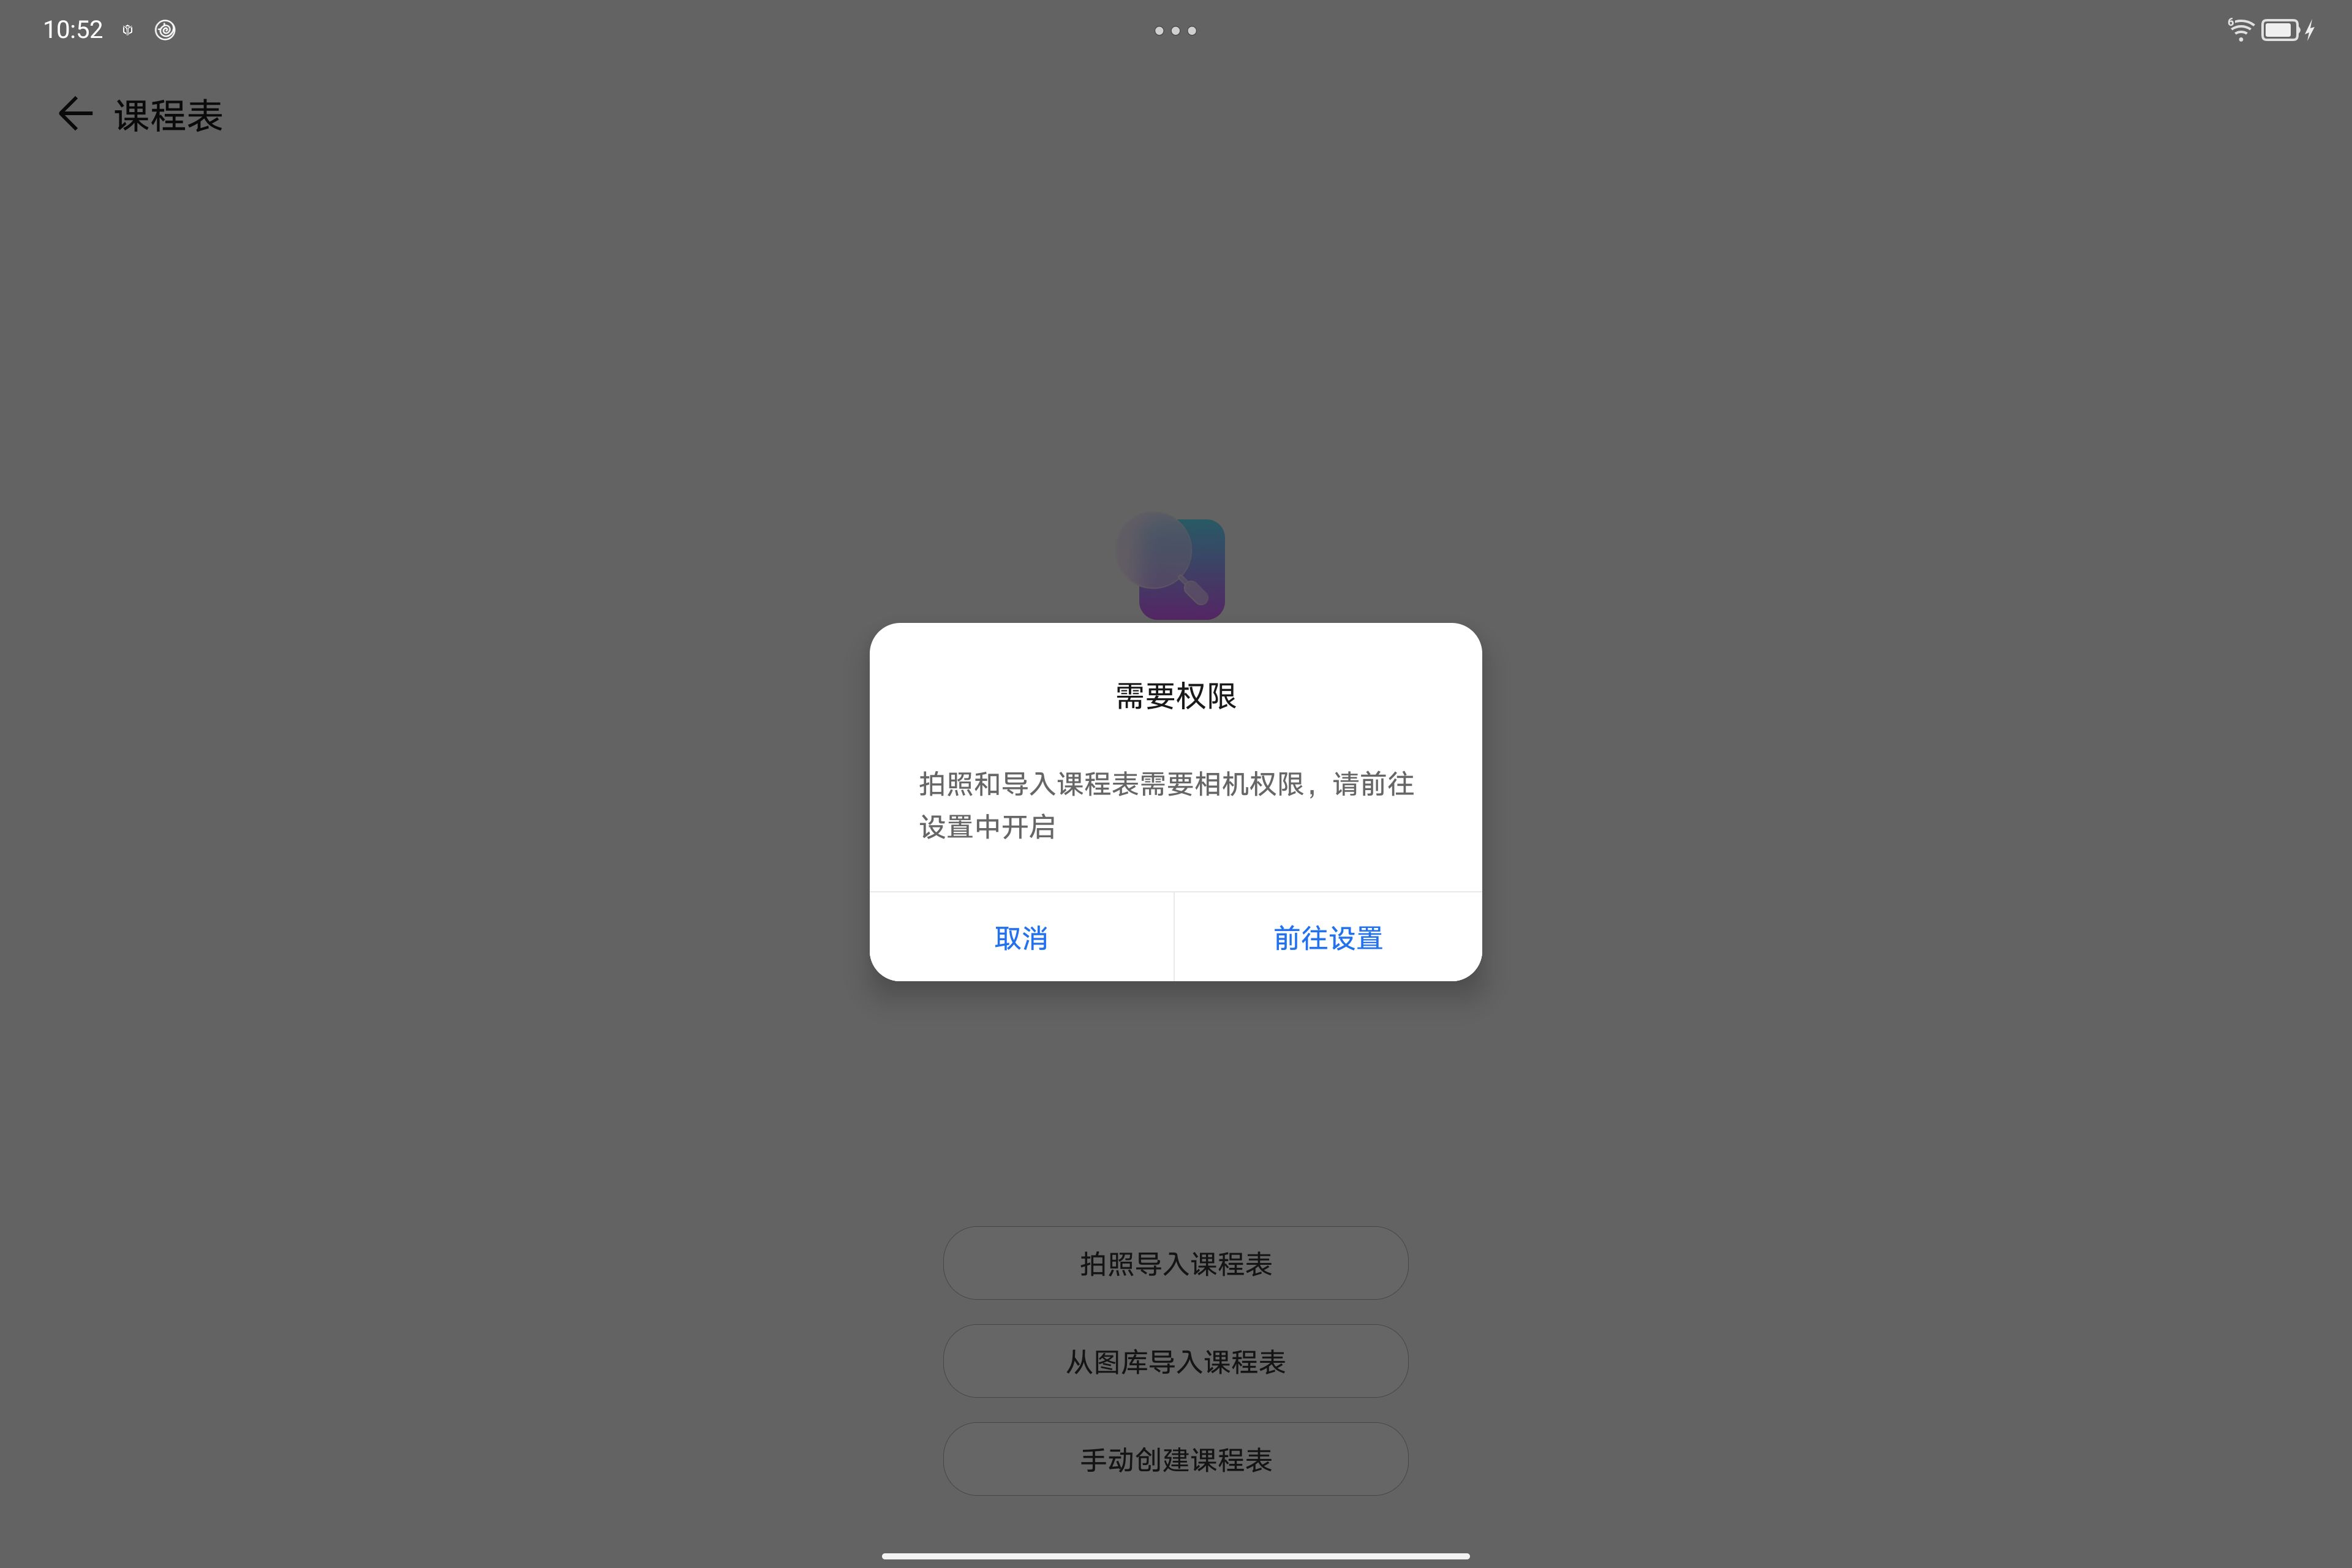 10:52
6
课程表
需要权限
拍照和导入课程表需要相机权限，请前往
设置中开启
取消
前往设置
拍照导入课程表
从图库导入课程表
手动创建课程表